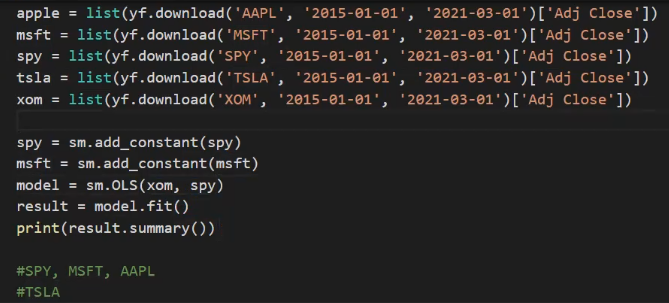 apple = list(yf.download('AAPL', '2015-01-01', '2021-03-01')['Adj Close'])
msft = list(yf.download('MSFT', '2015-01-01', '2021-03-01')['Adj Close'])
spy = list(yf.download('SPY', '2015-01-01', '2021-03-01')['Adj Close'])
tsla = list(yf.download('TSLA', '2015-01-01', '2021-03-01')['Adj Close'])
xom = list(yf.download('XOM', '2015-01-01', '2021-03-01')['Adj Close'])
spy = sm.add_constant(spy)
msft = sm.add_constant(msft)
model = sm.OLS(xom, spy)
result = model.fit()
print(result.summary())
#SPY, MSFT, AAPL
#TSLA